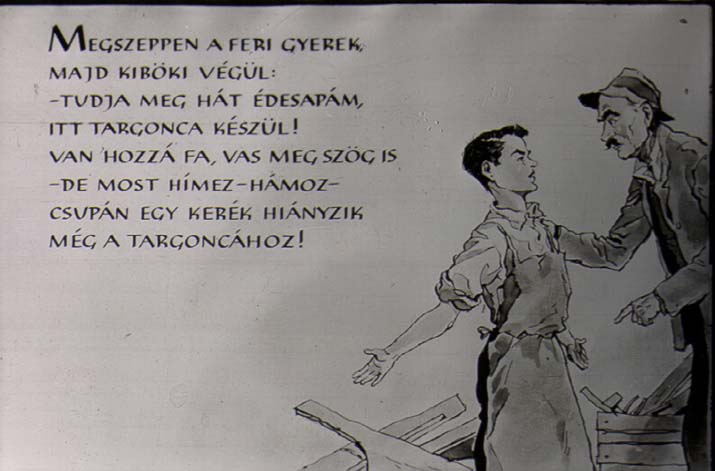 MEGSZEPPEN A FERI GYEREK,
MAJD KIBÖKI VÉGÜL:
-TUDJA MEG HÁT ÉDESAPÁM,
ITT TARGONCA KÉSZÜL!
VAN HOZZÁ FA, VAS MEG SZÖG IS
-DE MOST HÍMEZ-HÁMOZ-
CSUPÁN EGY KERÉK HIÁNYZIK
MÉG A TARGONCÁHOZ!